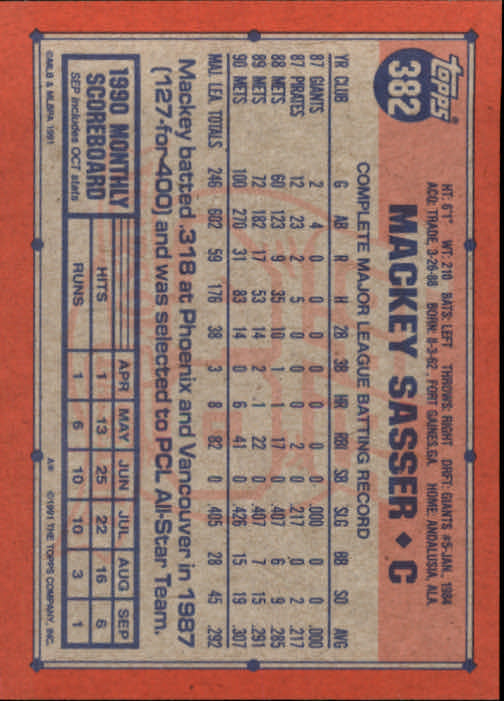 topps
382
MACKEY SASSER ♦ C
HT: 6'1" WT: 210 BATS: LEFT THROWS: RIGHT DRFT: GIANTS #5-JAN., 1984
ACQ: TRADE, 3-26-88 BORN: 8-3-62, FORT GAINES, GA. HOME: ANDALUSIA, ALA.
COMPLETE MAJOR LEAGUE BATTING RECORD
YR CLUB G AB R H 2B 3B HR RBI SB SLG BB SO AVG
87 GIANTS 2 4 0 0 0 0 0 0 0 .000 0 0 .000
87 PIRATES 12 23 2 5 0 0 0 2 0 .217 0 2 .217
88 METS 60 123 9 35 10 1 1 17 0 .407 6 9 .285
89 METS 72 182 17 53 14 2 1 22 0 .407 7 15 .291
90 METS 100 270 31 83 14 0 6 41 0 .426 15 19 .307
MAJ. LEA. TOTALS 246 602 59 176 38 3 8 82 0 .405 28 45 .292
Mackey batted .318 at Phoenix and Vancouver in 1987
(127-for-400) and was selected to PCL All-Star Team.
1990 MONTHLY
SCOREBOARD
SEP includes OCT stats
APR MAY JUN JUL AUG SEP
HITS 1 13 25 22 16 6
RUNS 1 6 10 10 3 1
©MLB & MLBPA 1991
A# ©1991 THE TOPPS COMPANY, INC.